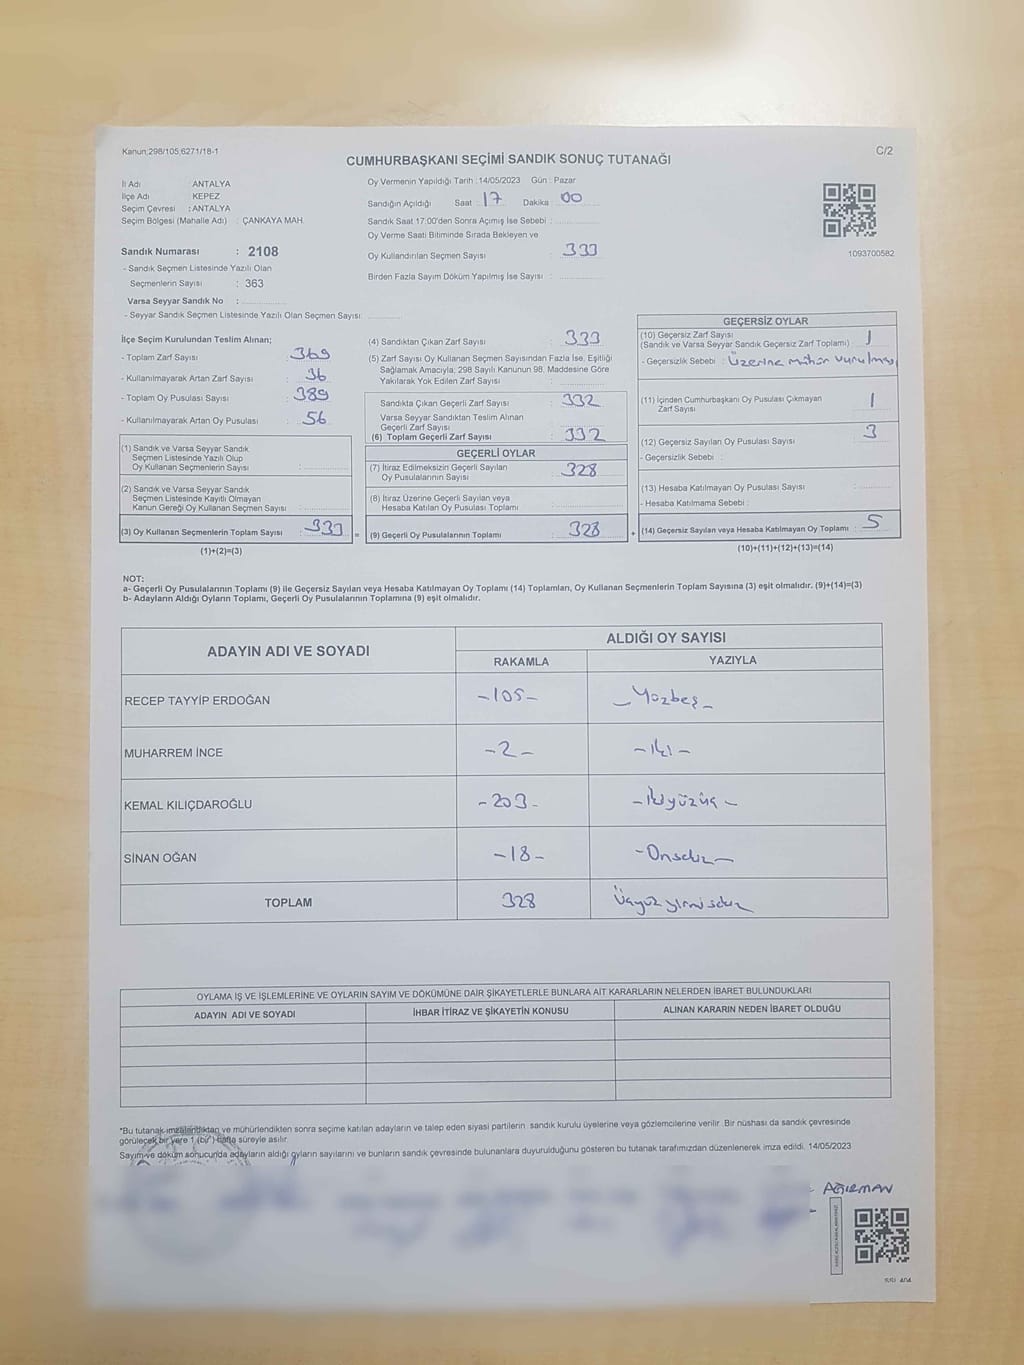 Kanun:298/105;6271/18-1
C/2
CUMHURBAŞKANI SEÇİMİ SANDIK SONUÇ TUTANAĞI
İl Adı : ANTALYA
İlçe Adı : KEPEZ
Seçim Çevresi : ANTALYA
Seçim Bölgesi (Mahalle Adı) : ÇANKAYA MAH.
Sandık Numarası : 2108
- Sandık Seçmen Listesinde Yazılı Olan
Seçmenlerin Sayısı : 363
Varsa Seyyar Sandık No :
- Seyyar Sandık Seçmen Listesinde Yazılı Olan Seçmen Sayısı:
Oy Vermenin Yapıldığı Tarih :14/05/2023 Gün : Pazar
Sandığın Açıldığı Saat : 17 Dakika : 00
Sandık Saat 17.00'den Sonra Açımış İse Sebebi :
Oy Verme Saati Bitiminde Sırada Bekleyen ve
Oy Kullandırılan Seçmen Sayısı : 333
Birden Fazla Sayım Döküm Yapılmış İse Sayısı :
1093700582
İlçe Seçim Kurulundan Teslim Alınan;
- Toplam Zarf Sayısı : 369
- Kullanılmayarak Artan Zarf Sayısı : 36
- Toplam Oy Pusulası Sayısı : 389
- Kullanılmayarak Artan Oy Pusulası : 56
(1) Sandık ve Varsa Seyyar Sandık
Seçmen Listesinde Yazılı Olup
Oy Kullanan Seçmenlerin Sayısı :
(2) Sandık ve Varsa Seyyar Sandık
Seçmen Listesinde Kayıtlı Olmayan
Kanun Gereği Oy Kullanan Seçmen Sayısı :
(3) Oy Kullanan Seçmenlerin Toplam Sayısı : 333
(1)+(2)=(3)
(4) Sandıktan Çıkan Zarf Sayısı : 333
(5) Zarf Sayısı Oy Kullanan Seçmen Sayısından Fazla İse, Eşitliği
Sağlamak Amacıyla, 298 Sayılı Kanunun 98. Maddesine Göre
Yakılarak Yok Edilen Zarf Sayısı :
Sandıkta Çıkan Geçerli Zarf Sayısı : 332
Varsa Seyyar Sandıktan Teslim Alınan
Geçerli Zarf Sayısı :
(6) Toplam Geçerli Zarf Sayısı : 332
GEÇERLİ OYLAR
(7) İtiraz Edilmeksizin Geçerli Sayılan
Oy Pusulalarının Sayısı : 328
(8) İtiraz Üzerine Geçerli Sayılan veya
Hesaba Katılan Oy Pusulası Toplamı :
= (9) Geçerli Oy Pusulalarının Toplamı : 328 +
GEÇERSİZ OYLAR
(10) Geçersiz Zarf Sayısı
(Sandık ve Varsa Seyyar Sandık Geçersiz Zarf Toplamı) : 1
- Geçersizlik Sebebi : Üzerine mühür vurulması
(11) İçinden Cumhurbaşkanı Oy Pusulası Çıkmayan
Zarf Sayısı : 1
(12) Geçersiz Sayılan Oy Pusulası Sayısı : 3
- Geçersizlik Sebebi :
(13) Hesaba Katılmayan Oy Pusulası Sayısı :
- Hesaba Katılmama Sebebi :
(14) Geçersiz Sayılan veya Hesaba Katılmayan Oy Toplamı : 5
(10)+(11)+(12)+(13)=(14)
NOT:
a- Geçerli Oy Pusulalarının Toplamı (9) ile Geçersiz Sayılan veya Hesaba Katılmayan Oy Toplamı (14) Toplamları, Oy Kullanan Seçmenlerin Toplam Sayısına (3) eşit olmalıdır. (9)+(14)=(3)
b- Adayların Aldığı Oyların Toplamı, Geçerli Oy Pusulalarının Toplamına (9) eşit olmalıdır.
ADAYIN ADI VE SOYADI
ALDIĞI OY SAYISI
RAKAMLA YAZIYLA
RECEP TAYYİP ERDOĞAN -105- -Yüzbeş-
MUHARREM İNCE -2- -iki-
KEMAL KILIÇDAROĞLU -203- -ikiyüzüç-
SİNAN OĞAN -18- -Onsekiz-
TOPLAM 328 Üçyüzyirmisekiz
OYLAMA İŞ VE İŞLEMLERİNE VE OYLARIN SAYIM VE DÖKÜMÜNE DAİR ŞİKAYETLERLE BUNLARA AİT KARARLARIN NELERDEN İBARET BULUNDUKLARI
ADAYIN ADI VE SOYADI İHBAR İTİRAZ VE ŞİKAYETİN KONUSU ALINAN KARARIN NEDEN İBARET OLDUĞU
*Bu tutanak imzalandıktan ve mühürlendikten sonra seçime katılan adayların ve talep eden siyasi partilerin sandık kurulu üyelerine veya gözlemcilerine verilir. Bir nüshası da sandık çevresinde
görülecek bir yere 1 (bir) hafta süreyle asılır.
Sayım ve döküm sonucunda adayların aldığı oyların sayılarını ve bunların sandık çevresinde bulunanlara duyurulduğunu gösteren bu tutanak tarafımızdan düzenlenerek imza edildi. 14/05/2023
AĞIRMAN